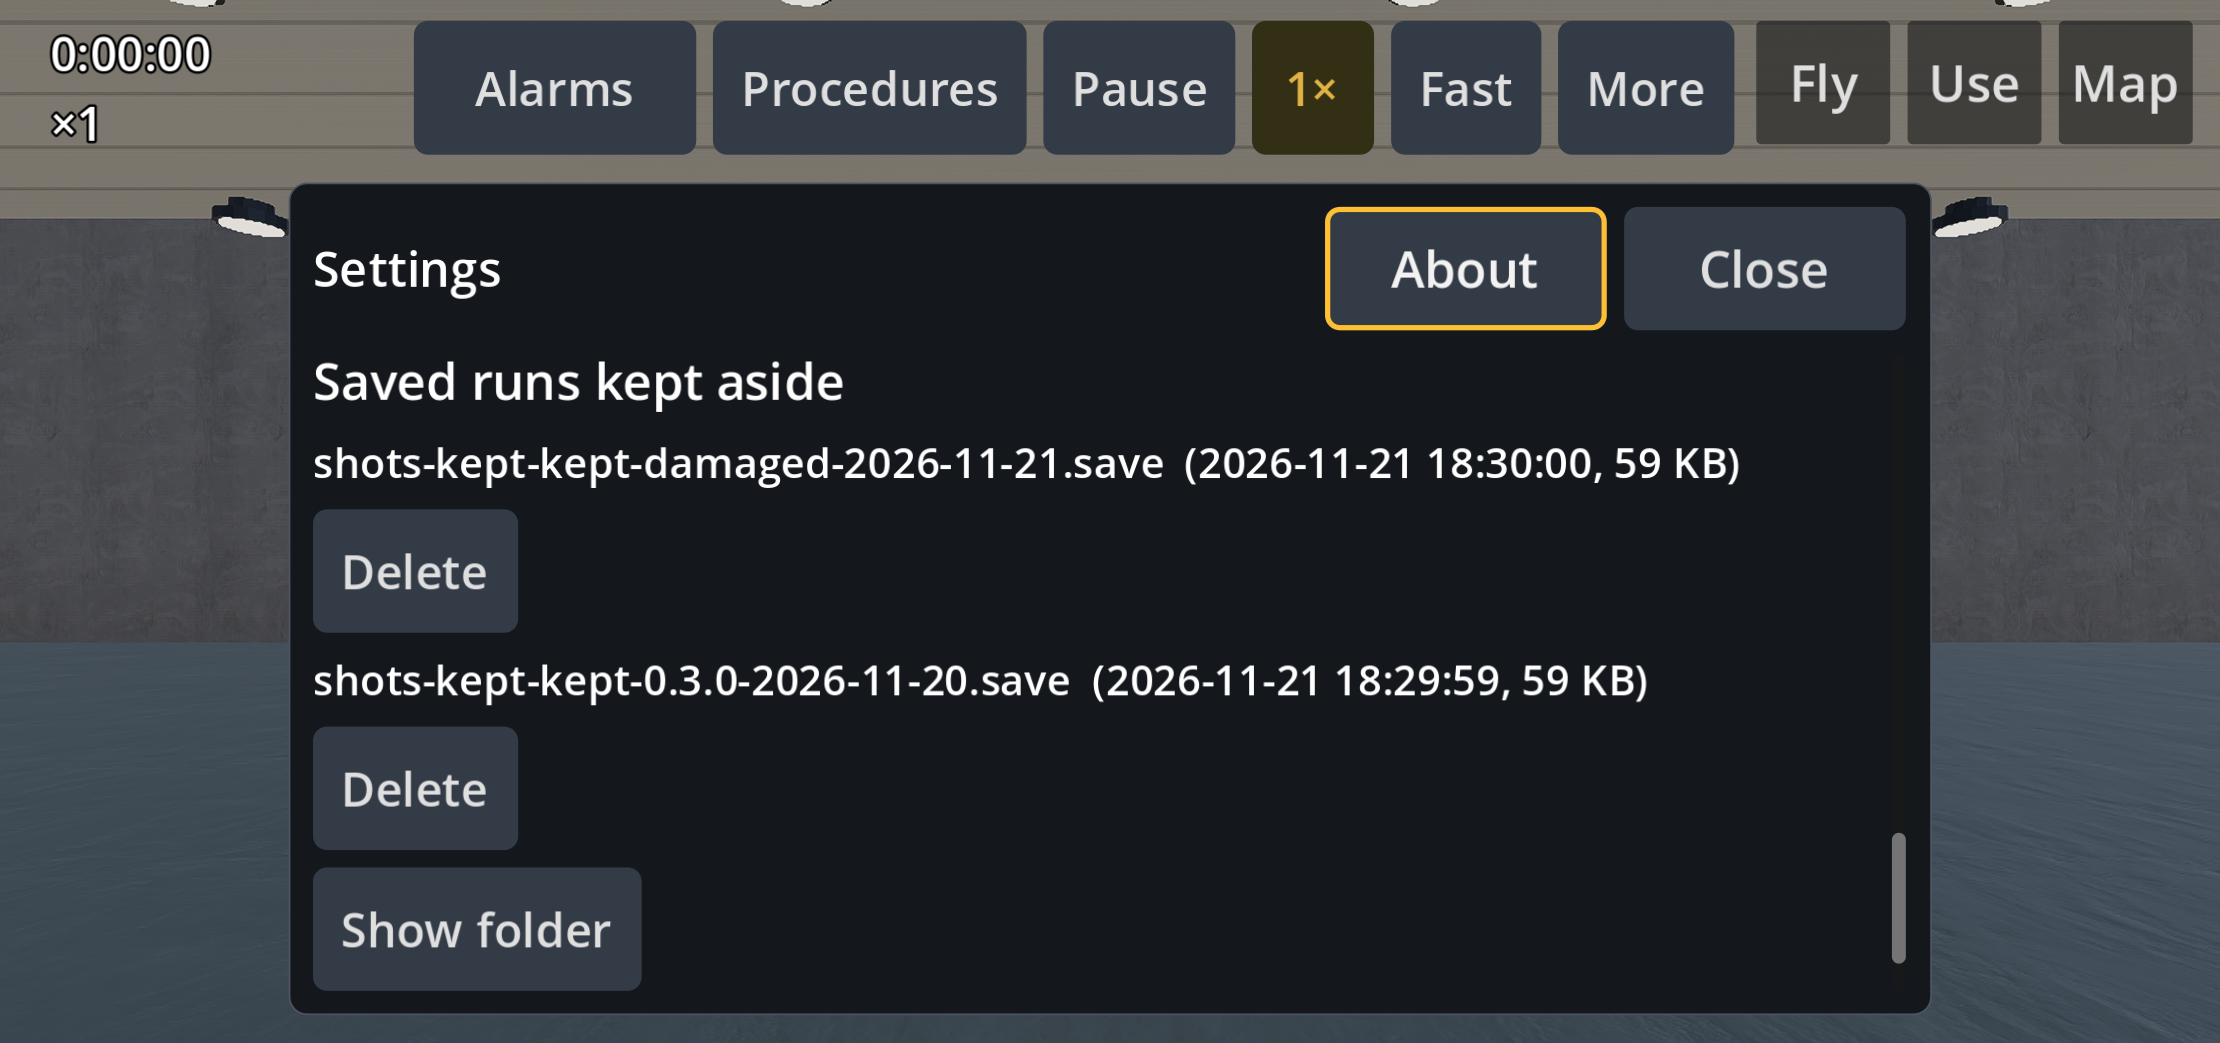 0:00:00
×1
Alarms
Procedures
Pause
1×
Fast
More
Fly
Use
Map
Settings
About
Close
Saved runs kept aside
shots-kept-kept-damaged-2026-11-21.save (2026-11-21 18:30:00, 59 KB)
Delete
shots-kept-kept-0.3.0-2026-11-20.save (2026-11-21 18:29:59, 59 KB)
Delete
Show folder